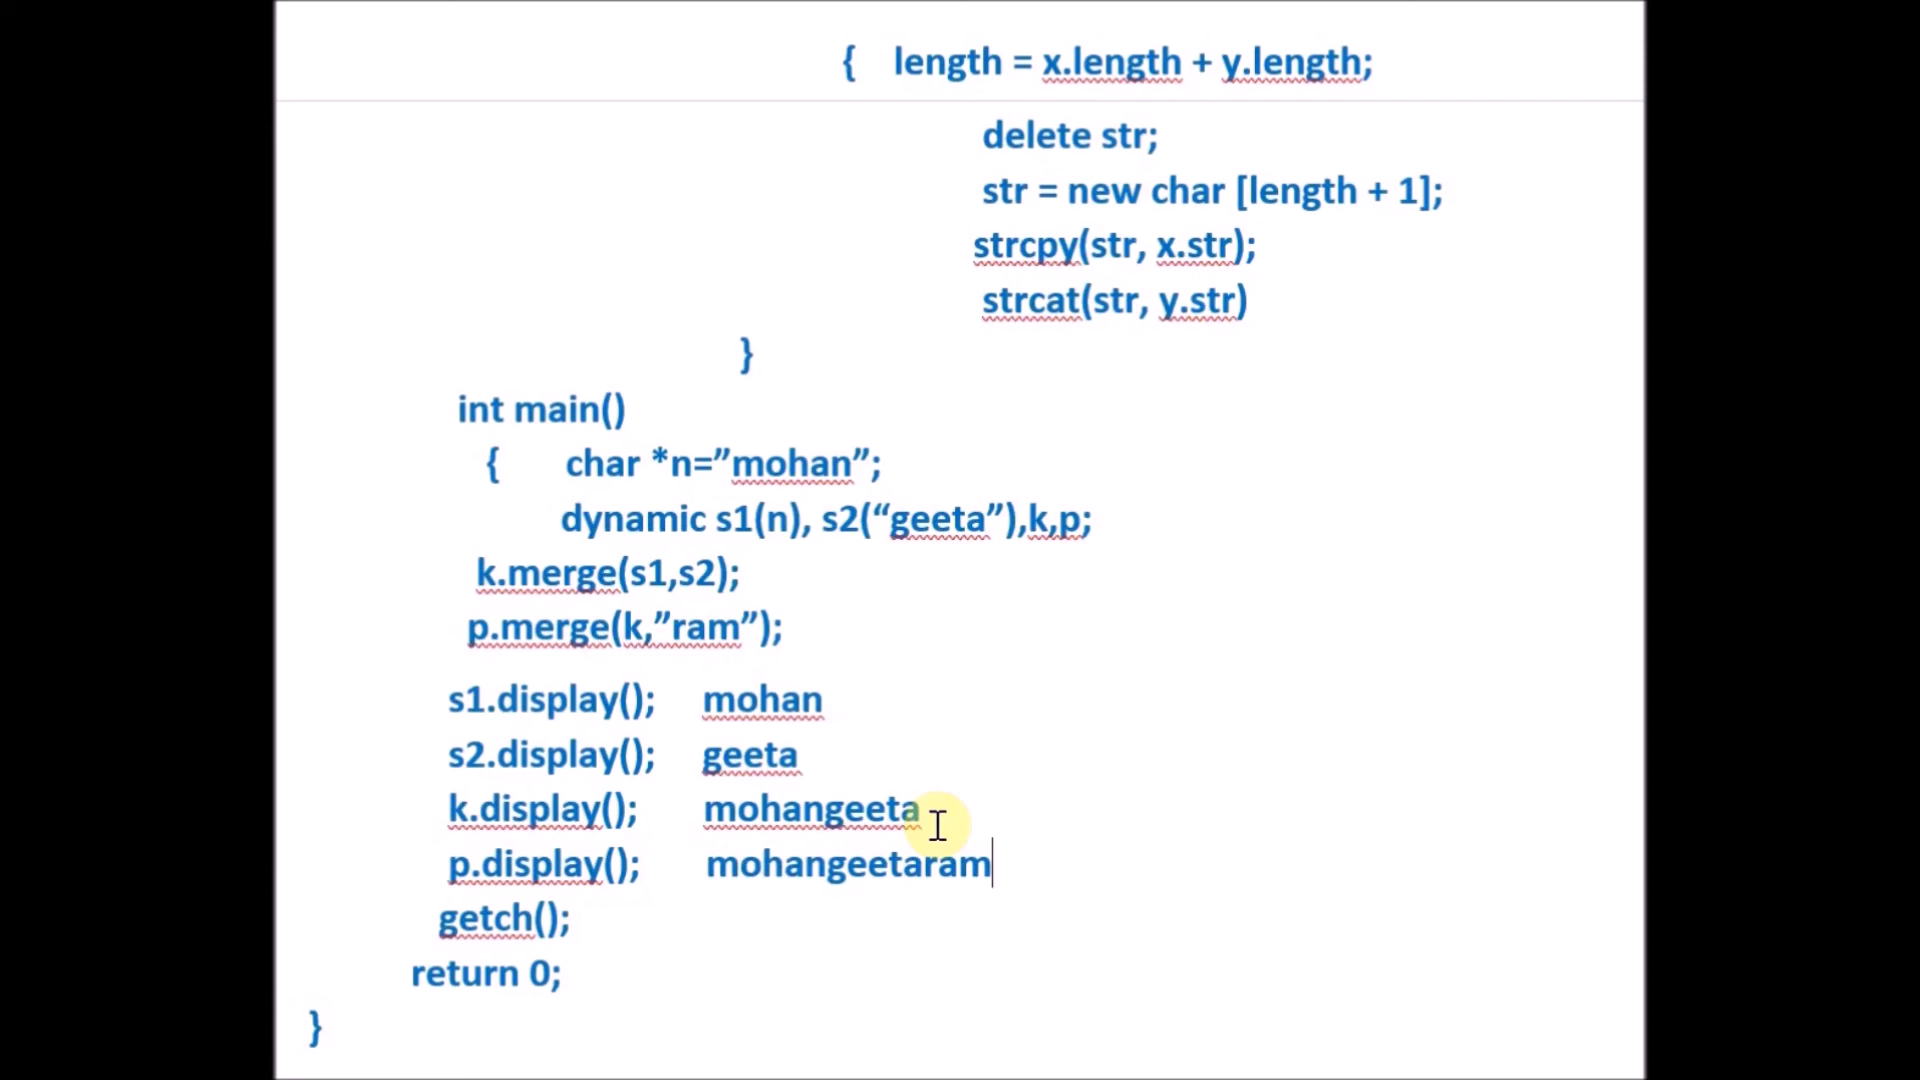 { length = x.length + y.length;
delete str;
str = new char [length + 1];
strcpy(str, x.str);
strcat(str, y.str)
}
int main()
{ char *n=”mohan”;
dynamic s1(n), s2(“geeta”),k,p;
k.merge(s1,s2);
p.merge(k,”ram”);
s1.display(); mohan
s2.display(); geeta
k.display(); mohangeeta
p.display(); mohangeetaram
getch();
return 0;
}